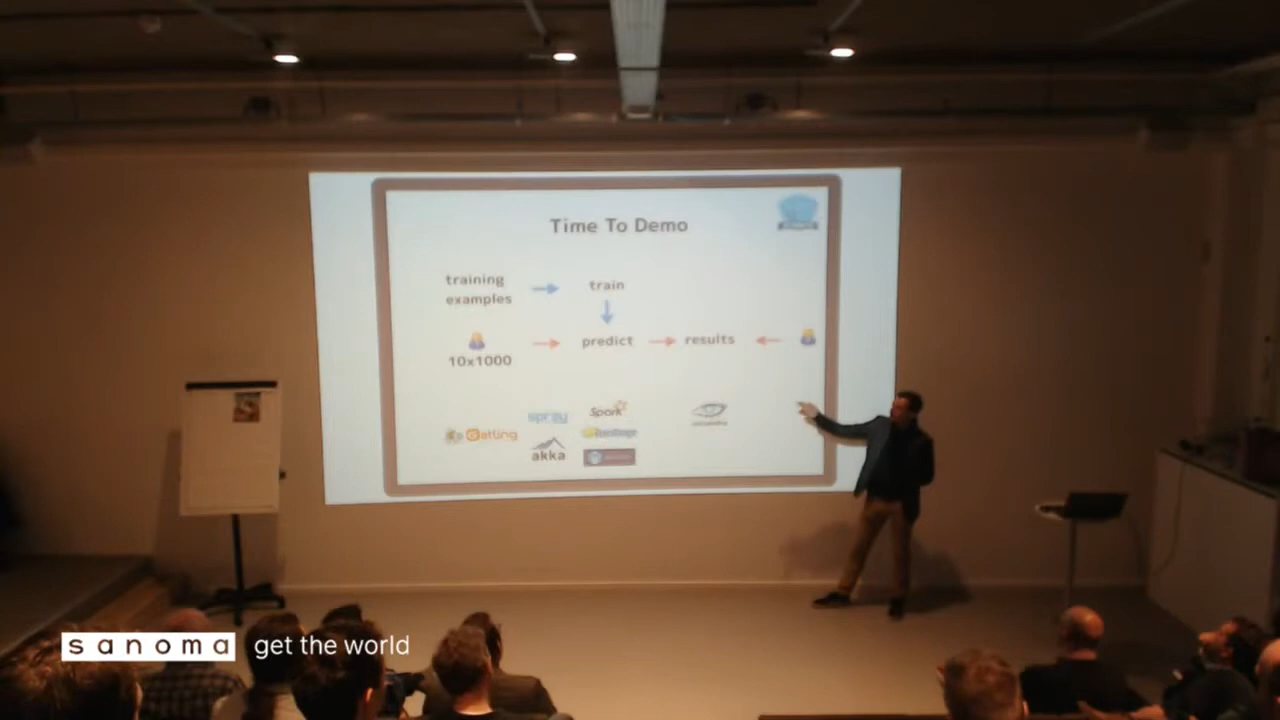 Time To Demo
training
examples
train
predict
results
10x1000
spray
Spark
Gatling
akka
sanoma get the world